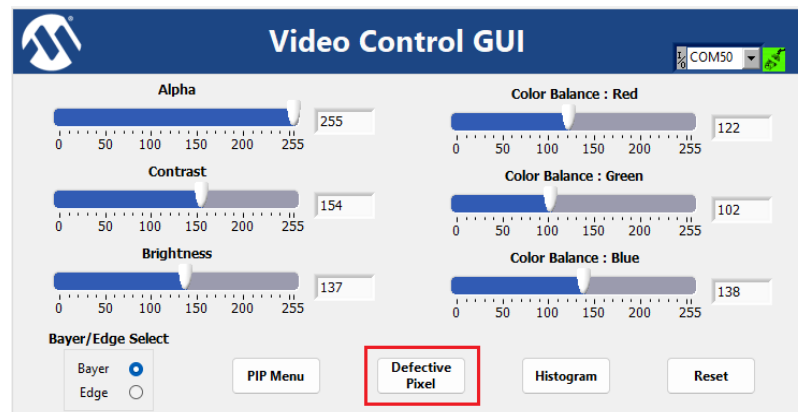 Video Control GUI
I/O COM50
Alpha
255
0 50 100 150 200 255
Contrast
154
0 50 100 150 200 255
Brightness
137
0 50 100 150 200 255
Color Balance : Red
122
0 50 100 150 200 255
Color Balance : Green
102
0 50 100 150 200 255
Color Balance : Blue
138
0 50 100 150 200 255
Bayer/Edge Select
Bayer
Edge
PIP Menu
Defective
Pixel
Histogram
Reset